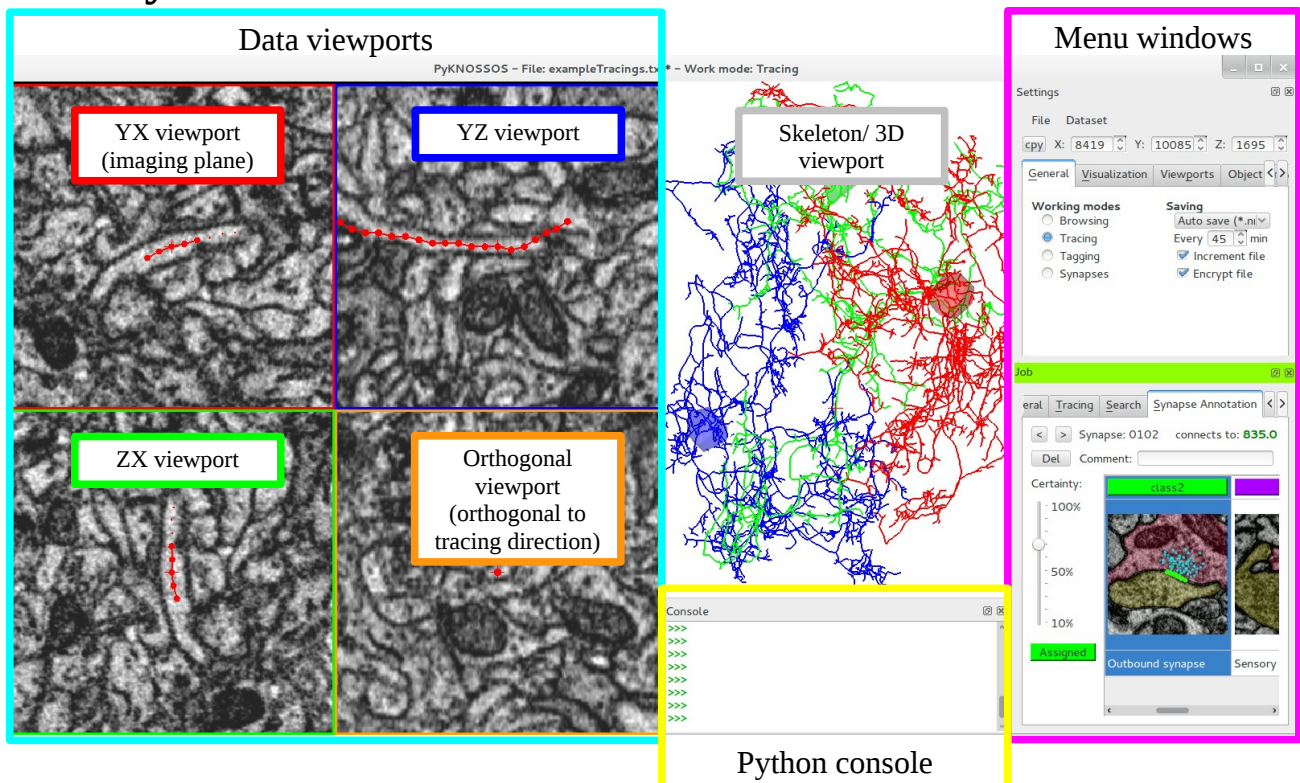 Data viewports
Menu windows
PyKNOSSOS – File: exampleTracings.tx * – Work mode: Tracing
YX viewport
(imaging plane)
YZ viewport
Skeleton/ 3D
viewport
ZX viewport
Orthogonal
viewport
(orthogonal to
tracing direction)
Settings
File Dataset
cpy X: 8419 Y: 10085 Z: 1695
General Visualization Viewports Object
Working modes
Browsing
Tracing
Tagging
Synapses
Saving
Auto save (*.n
Every 45 min
Increment file
Encrypt file
Job
eral Tracing Search Synapse Annotation
< > Synapse: 0102 connects to: 835.0
Del Comment:
Certainty:
100%
50%
10%
Assigned
class2
Outbound synapse
Sensory
Console
>>>
>>>
>>>
>>>
>>>
>>>
>>>
>>>
Python console